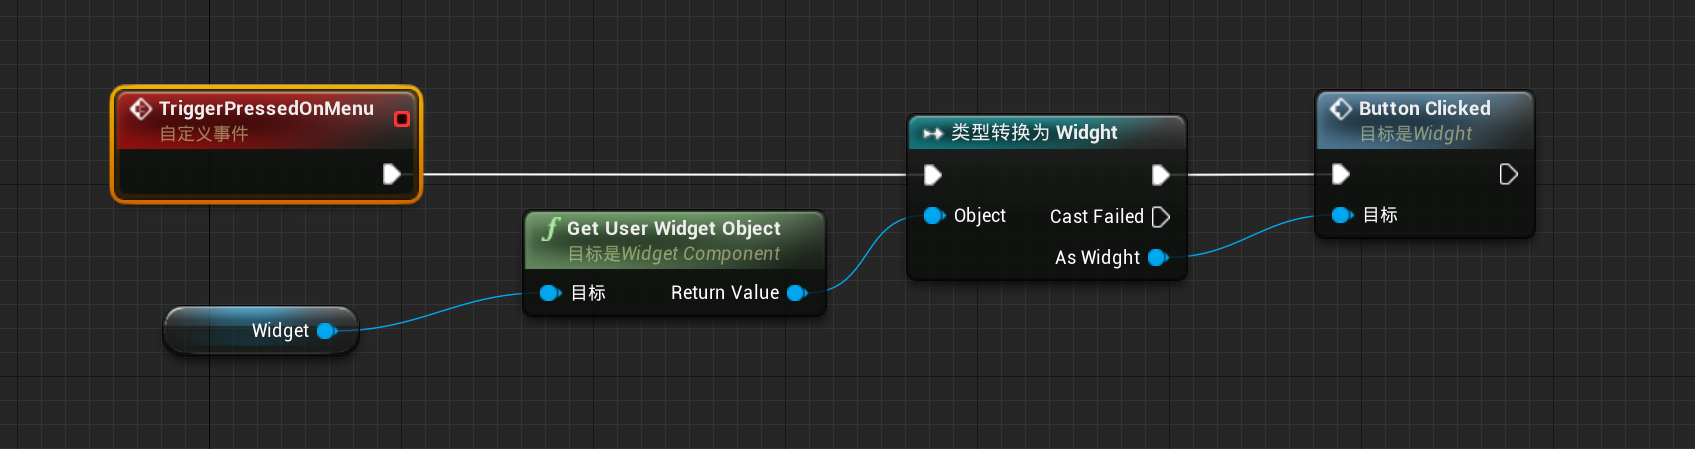 TriggerPressedOnMenu
自定义事件
Widget
f Get User Widget Object
目标是Widget Component
目标
Return Value
类型转换为 Widght
Object
Cast Failed
As Widght
Button Clicked
目标是Widght
目标